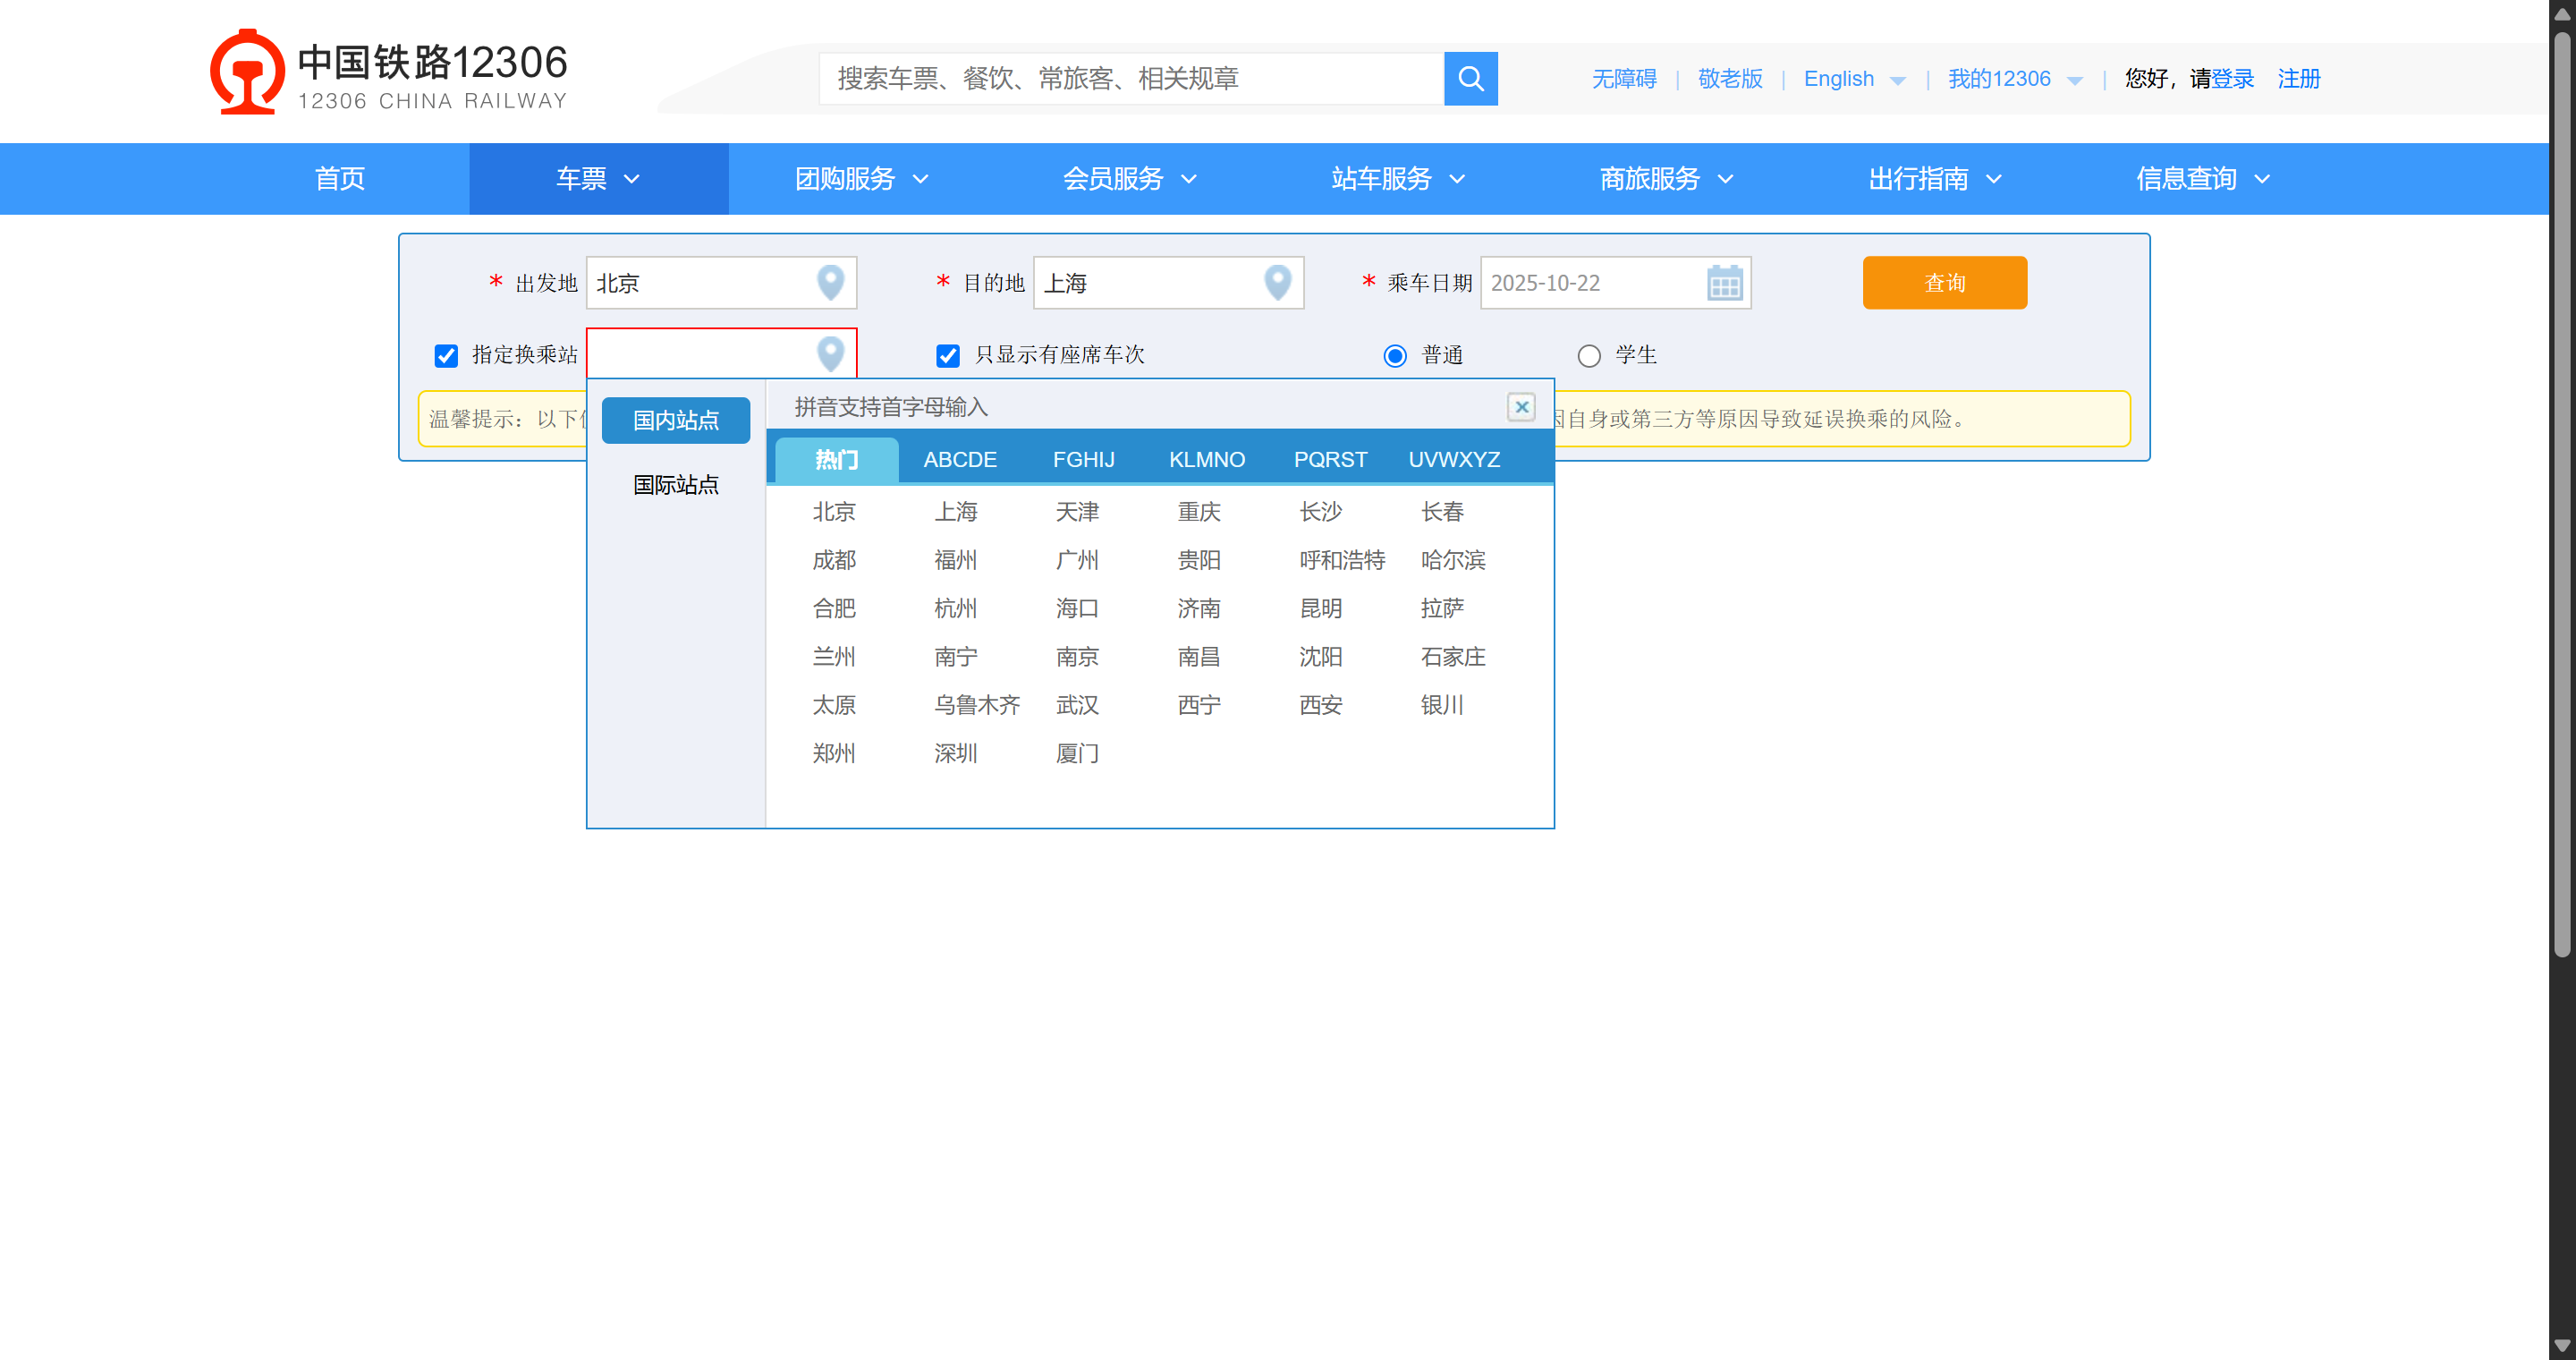 中国铁路12306
12306 CHINA RAILWAY
搜索车票、餐饮、常旅客、相关规章
无障碍 | 敬老版 | English | 我的12306 | 您好，请登录 注册
首页 车票 团购服务 会员服务 站车服务 商旅服务 出行指南 信息查询
* 出发地 北京 * 目的地 上海 * 乘车日期 2025-10-22 查询
指定换乘站 只显示有座席车次 普通 学生
温馨提示：以下 因自身或第三方等原因导致延误换乘的风险。
国内站点 拼音支持首字母输入
国际站点
热门 ABCDE FGHIJ KLMNO PQRST UVWXYZ
北京 上海 天津 重庆 长沙 长春
成都 福州 广州 贵阳 呼和浩特 哈尔滨
合肥 杭州 海口 济南 昆明 拉萨
兰州 南宁 南京 南昌 沈阳 石家庄
太原 乌鲁木齐 武汉 西宁 西安 银川
郑州 深圳 厦门